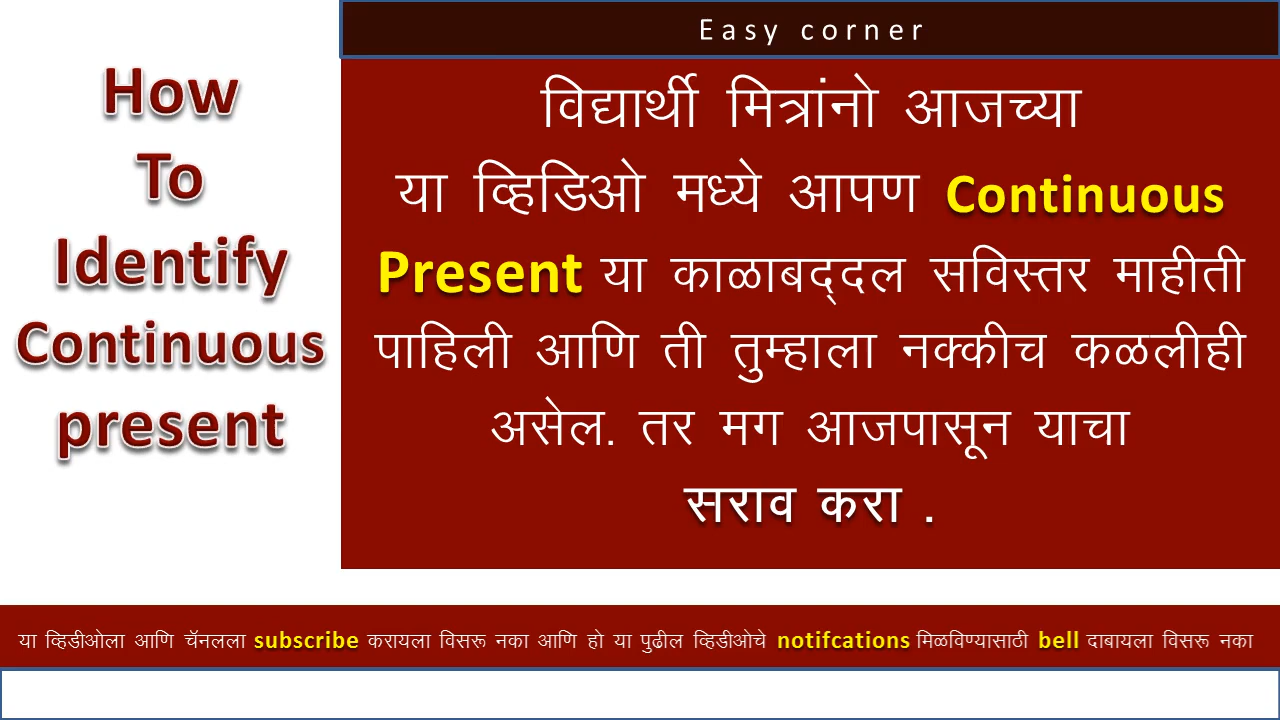 Easy corner
How
To
Identify
Continuous
present
विद्यार्थी मित्रांनो आजच्या
या व्हिडिओ मध्ये आपण Continuous
Present या काळाबद्दल सविस्तर माहीती
पाहिली आणि ती तुम्हाला नक्कीच कळलीही
असेल. तर मग आजपासून याचा
सराव करा .
या व्हिडीओला आणि चॅनलला subscribe करायला विसरू नका आणि हो या पुढील व्हिडीओचे notifcations मिळविण्यासाठी bell दाबायला विसरू नका